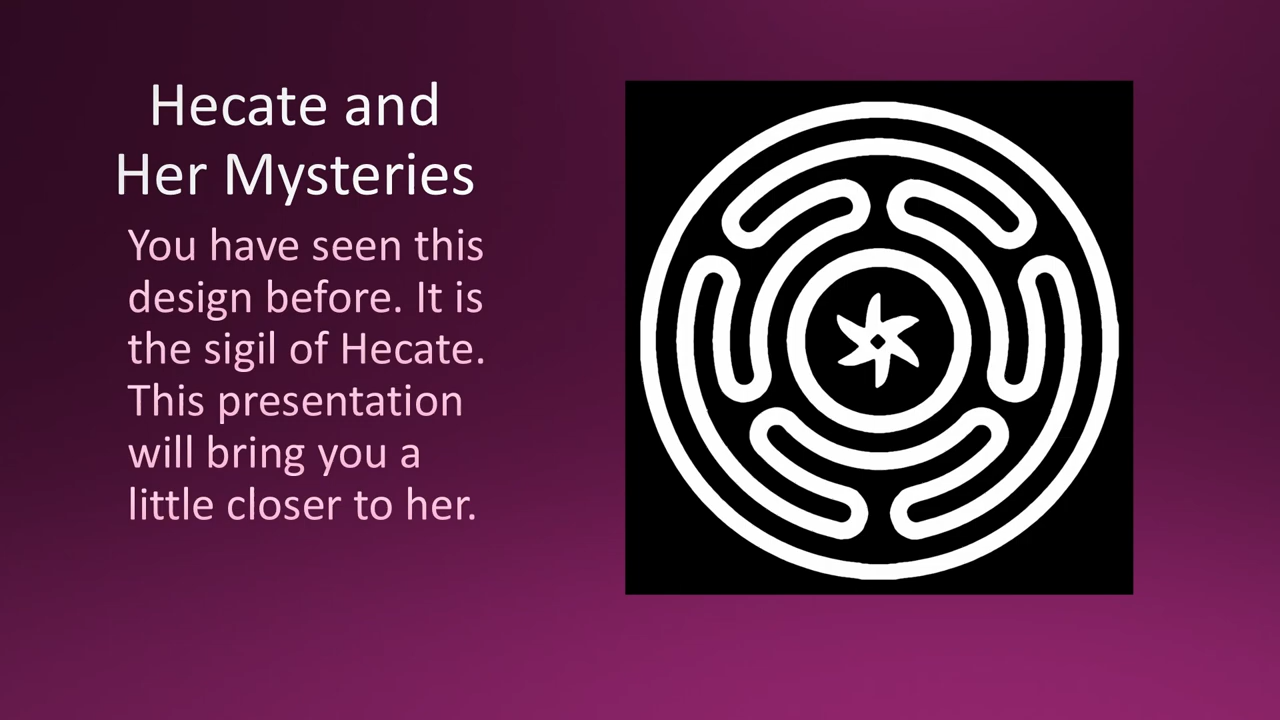 Hecate and
Her Mysteries
You have seen this
design before. It is
the sigil of Hecate.
This presentation
will bring you a
little closer to her.